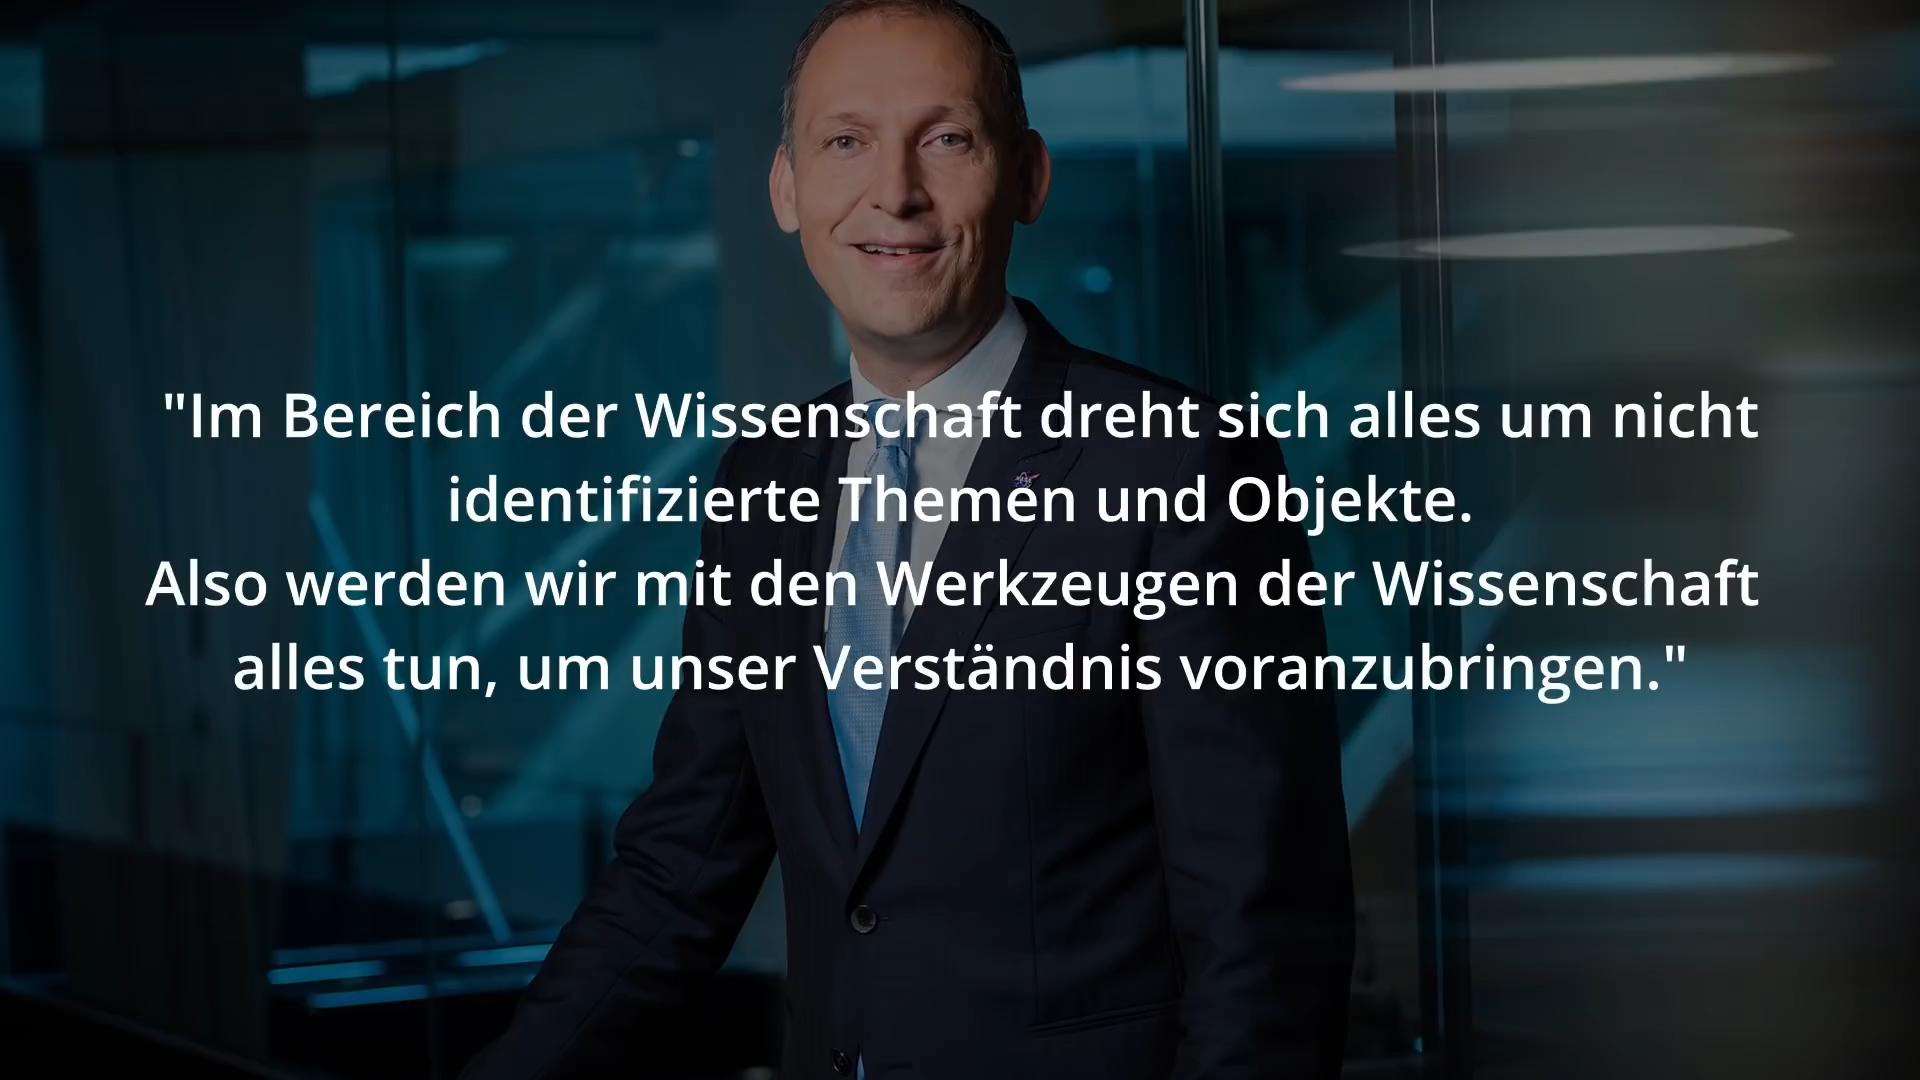 "Im Bereich der Wissenschaft dreht sich alles um nicht
identifizierte Themen und Objekte.
Also werden wir mit den Werkzeugen der Wissenschaft
alles tun, um unser Verständnis voranzubringen."